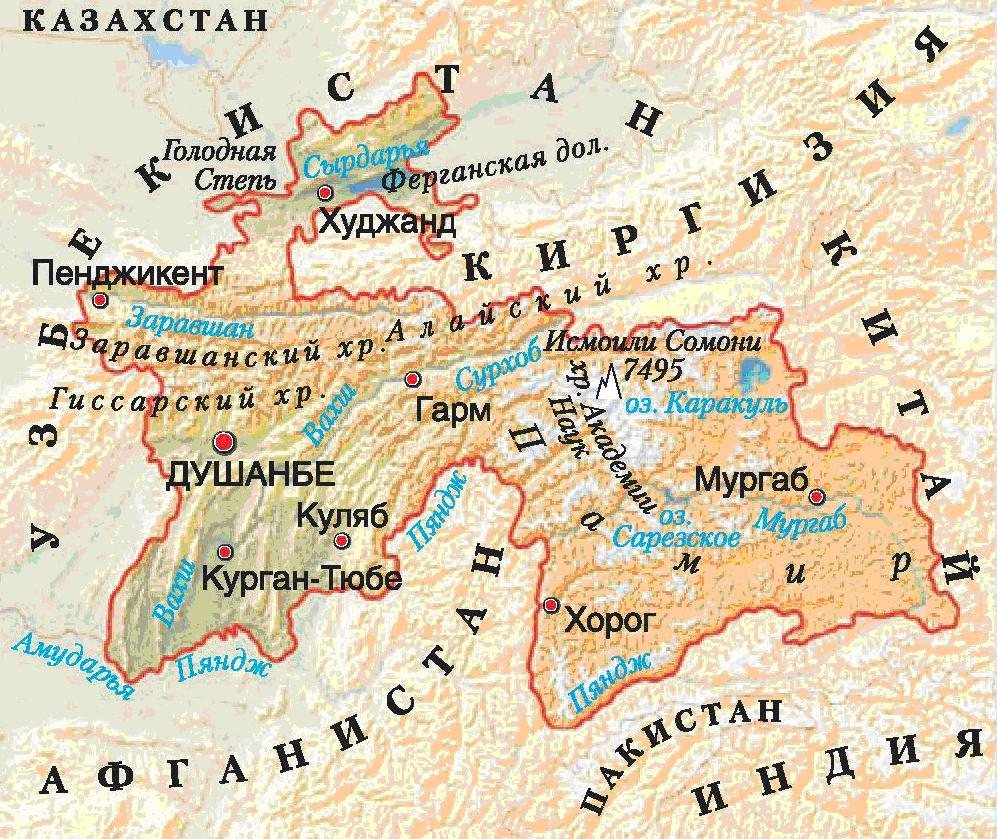 КАЗАХСТАН
УЗБЕКИСТАН
КИРГИЗИЯ
КИТАЙ
Голодная
Степь
Сырдарья
Ферганская дол.
Худжанд
Пенджикент
Заравшан
Алайский хр.
Заравшанский хр.
Гиссарский хр.
Вахш
Сурхоб
Гарм
Исмоили Сомони
7495
хр. Академии
Наук
оз. Каракуль
ДУШАНБЕ
Памир
Мургаб
Мургаб
Куляб
Пяндж
оз.
Сарезское
Курган-Тюбе
Вахш
Хорог
Амударья
Пяндж
Пяндж
АФГАНИСТАН
ПАКИСТАН
ИНДИЯ